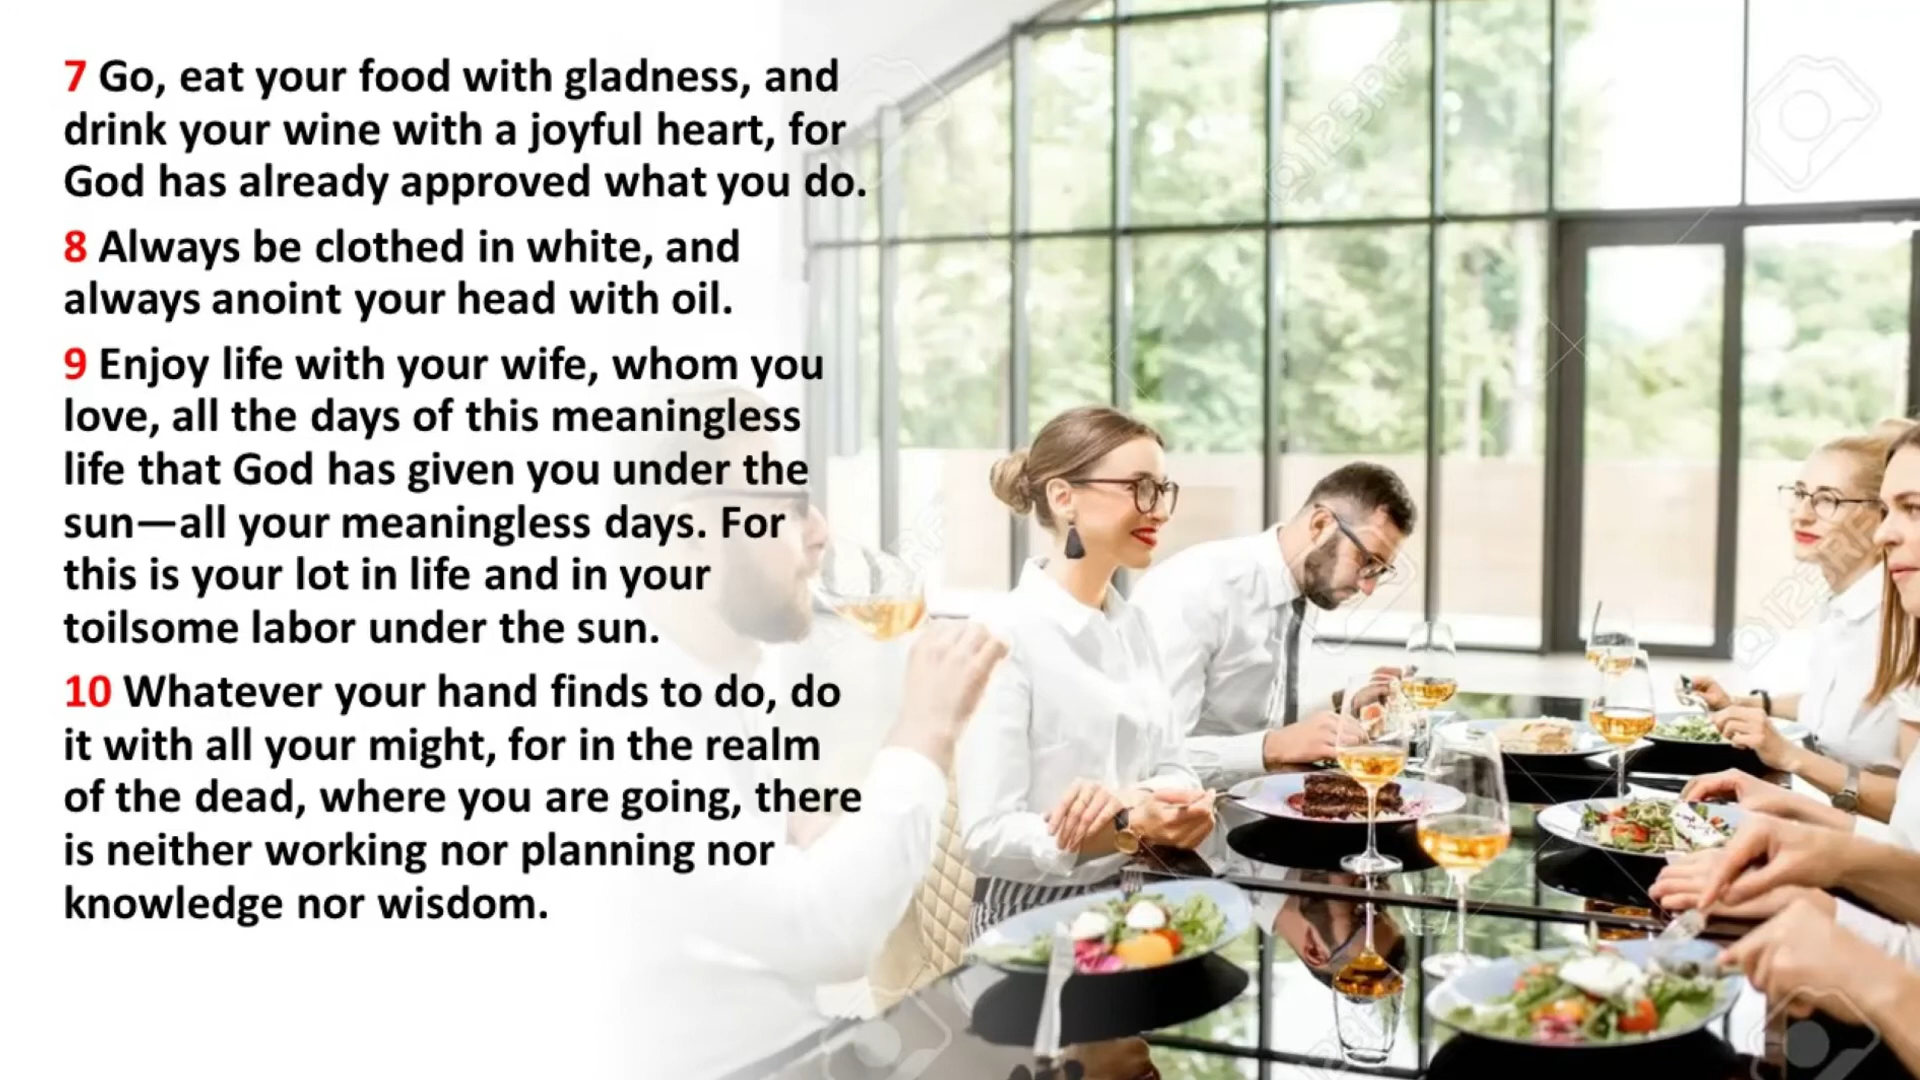 7 Go, eat your food with gladness, and
drink your wine with a joyful heart, for
God has already approved what you do.
8 Always be clothed in white, and
always anoint your head with oil.
9 Enjoy life with your wife, whom you
love, all the days of this meaningless
life that God has given you under the
sun—all your meaningless days. For
this is your lot in life and in your
toilsome labor under the sun.
10 Whatever your hand finds to do, do
it with all your might, for in the realm
of the dead, where you are going, there
is neither working nor planning nor
knowledge nor wisdom.
123RF
123RF